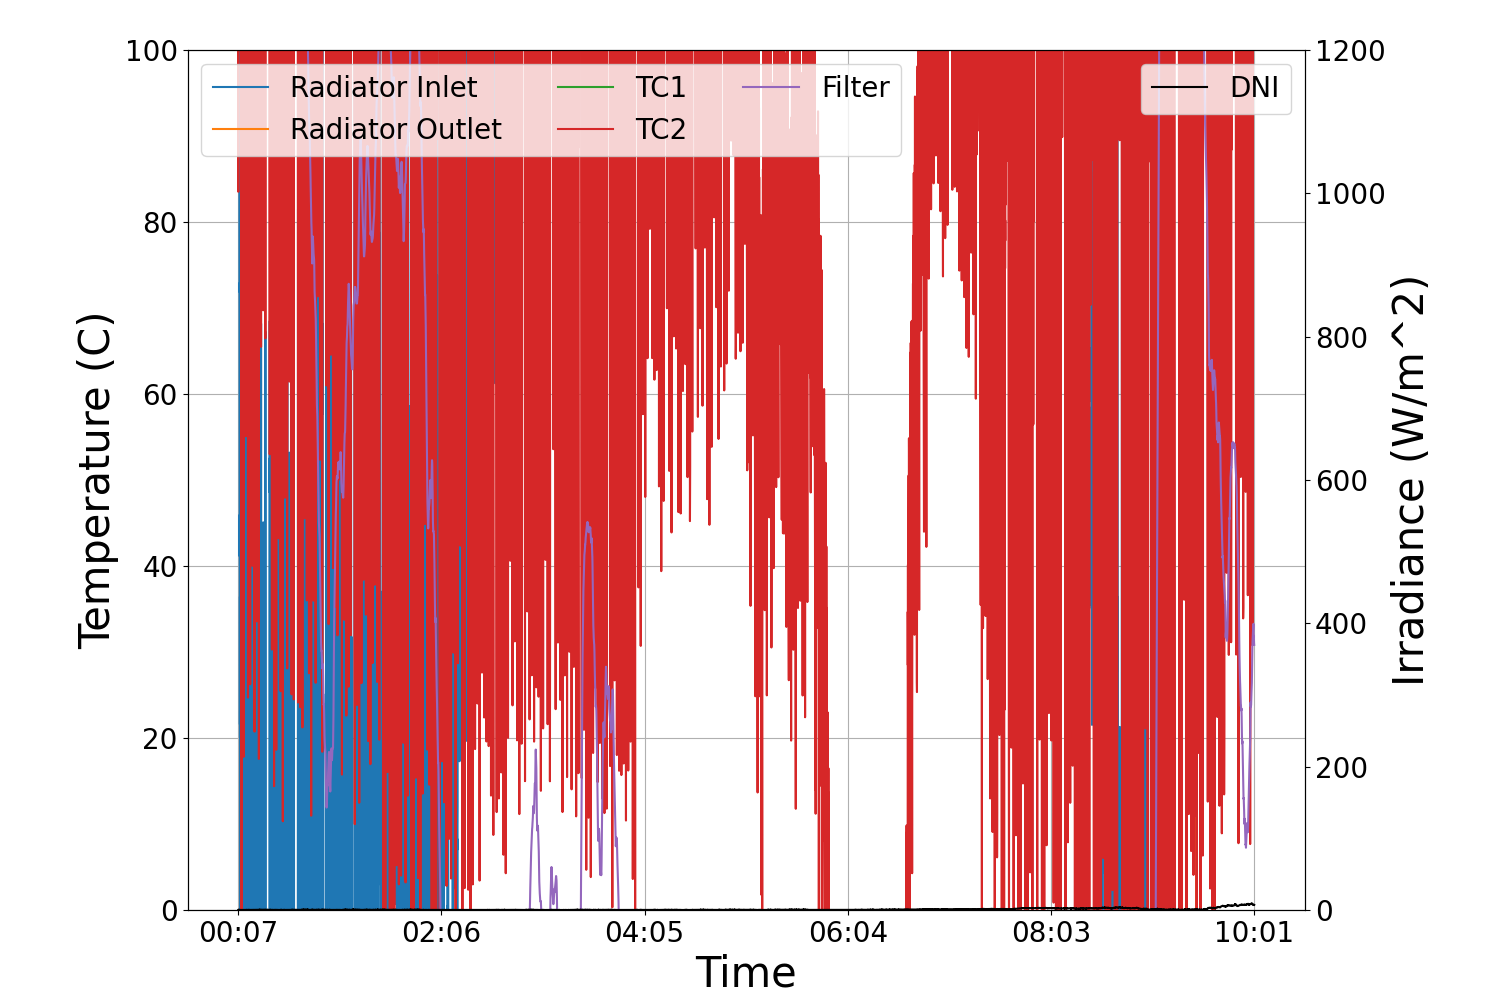 100
80
60
40
20
0
Temperature (C)
Radiator Inlet
Radiator Outlet
TC1
TC2
Filter
DNI
1200
1000
800
600
400
200
0
Irradiance (W/m^2)
00:07
02:06
04:05
06:04
08:03
10:01
Time